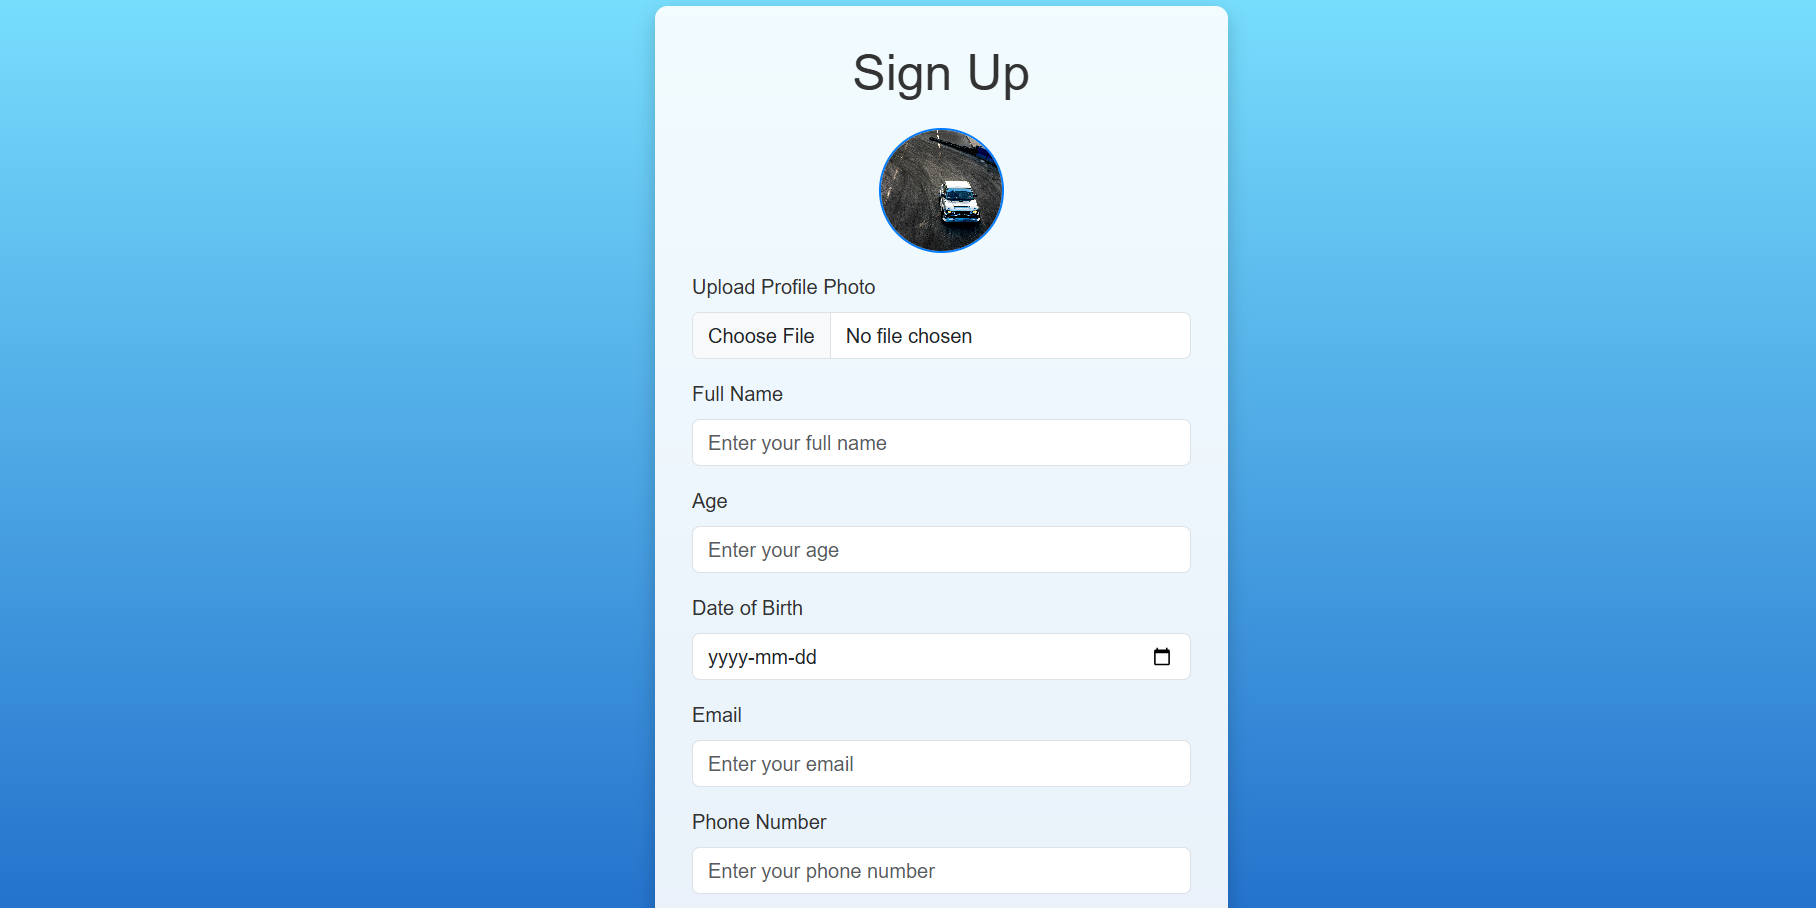 Sign Up
Upload Profile Photo
Choose File No file chosen
Full Name
Enter your full name
Age
Enter your age
Date of Birth
yyyy-mm-dd
Email
Enter your email
Phone Number
Enter your phone number